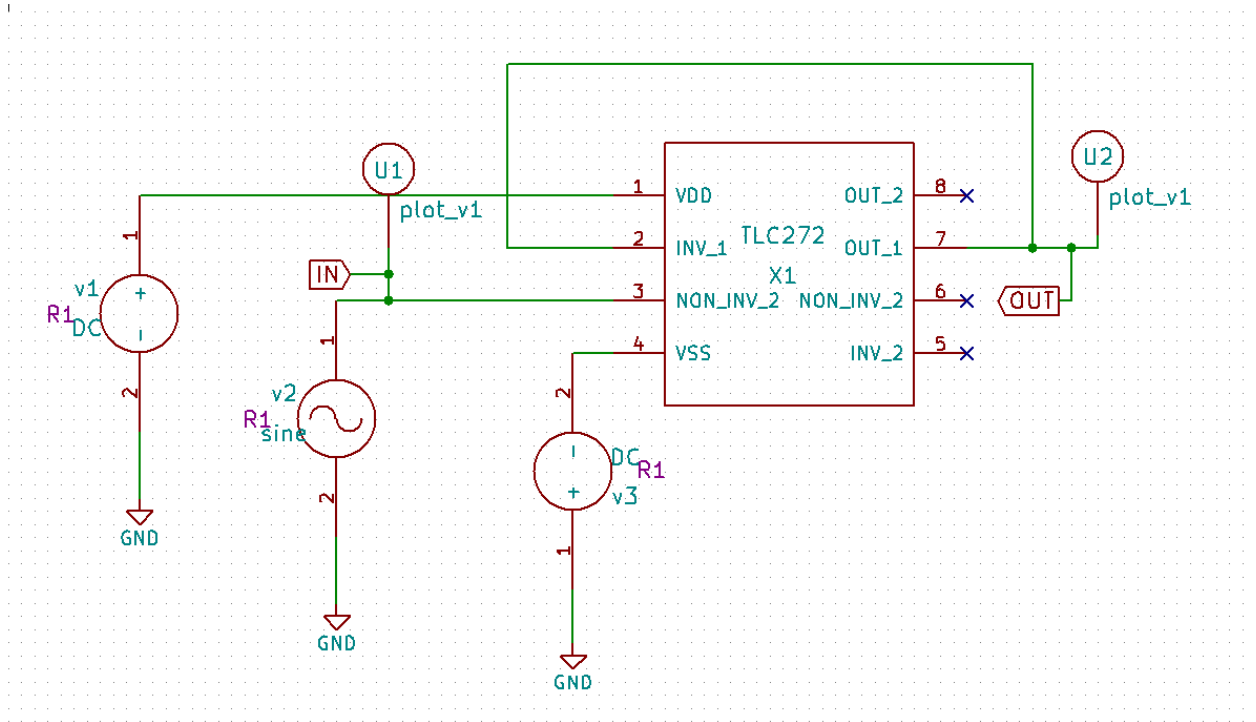 U1
plot_v1
U2
plot_v1
1
VDD
OUT_2
8
2
INV_1
TLC272
OUT_1
7
X1
IN
3
NON_INV_2
NON_INV_2
6
OUT
4
VSS
INV_2
5
1
+
v1
R1
DC
-
2
GND
1
v2
R1
sine
2
GND
2
-
DC
R1
+
v3
1
GND